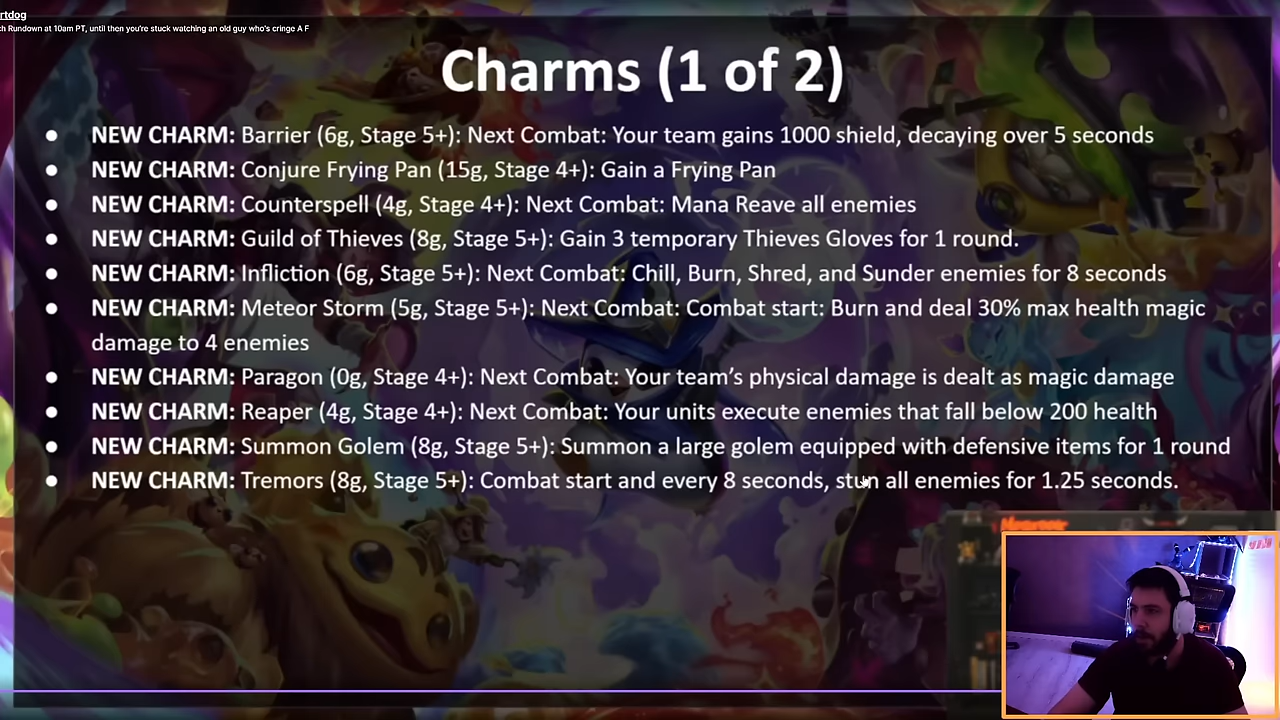 rtdog
ch Rundown at 10am PT, until then you're stuck watching an old guy who's cringe A F
Charms (1 of 2)
● NEW CHARM: Barrier (6g, Stage 5+): Next Combat: Your team gains 1000 shield, decaying over 5 seconds
● NEW CHARM: Conjure Frying Pan (15g, Stage 4+): Gain a Frying Pan
● NEW CHARM: Counterspell (4g, Stage 4+): Next Combat: Mana Reave all enemies
● NEW CHARM: Guild of Thieves (8g, Stage 5+): Gain 3 temporary Thieves Gloves for 1 round.
● NEW CHARM: Infliction (6g, Stage 5+): Next Combat: Chill, Burn, Shred, and Sunder enemies for 8 seconds
● NEW CHARM: Meteor Storm (5g, Stage 5+): Next Combat: Combat start: Burn and deal 30% max health magic
damage to 4 enemies
● NEW CHARM: Paragon (0g, Stage 4+): Next Combat: Your team’s physical damage is dealt as magic damage
● NEW CHARM: Reaper (4g, Stage 4+): Next Combat: Your units execute enemies that fall below 200 health
● NEW CHARM: Summon Golem (8g, Stage 5+): Summon a large golem equipped with defensive items for 1 round
● NEW CHARM: Tremors (8g, Stage 5+): Combat start and every 8 seconds, stun all enemies for 1.25 seconds.